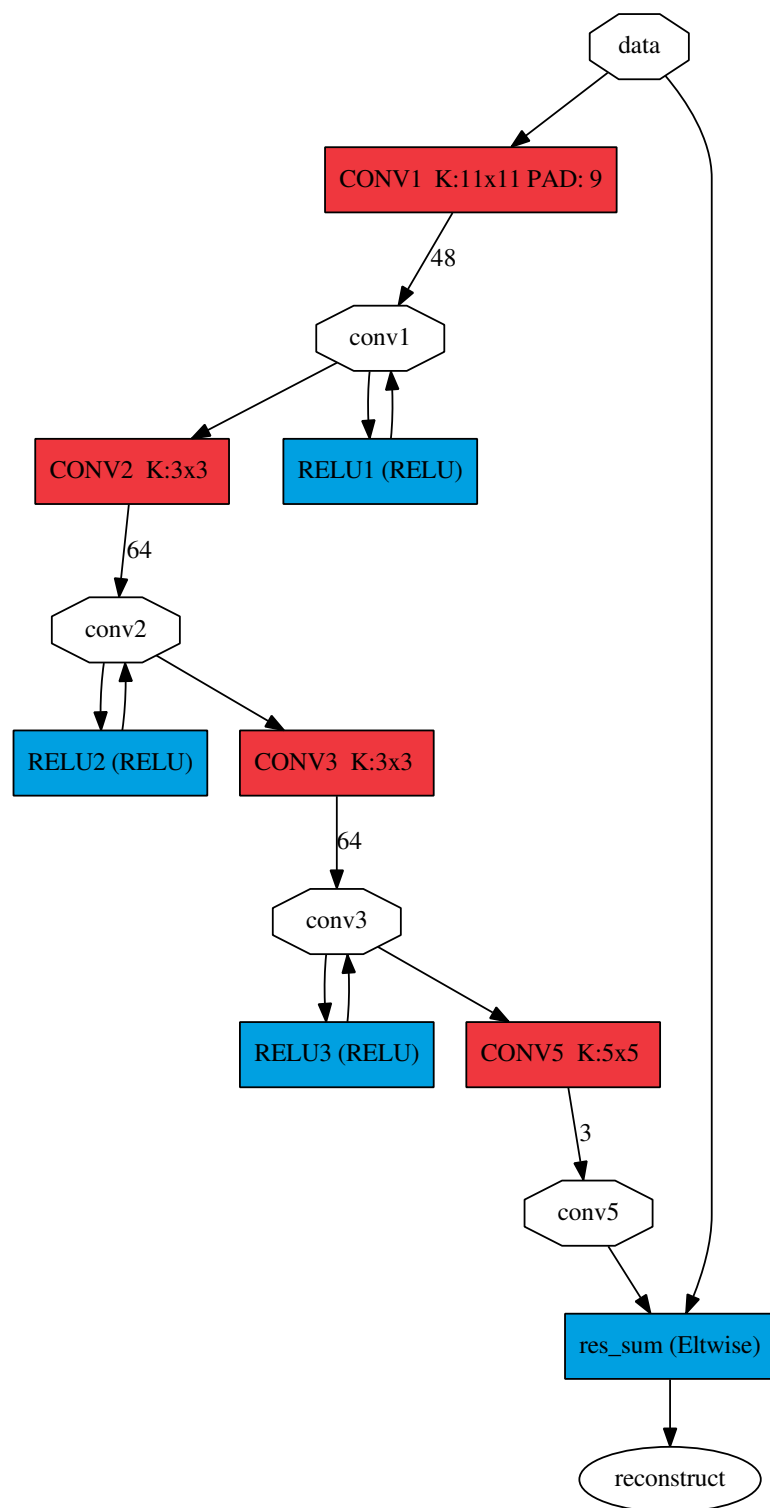 data
CONV1  K:11x11 PAD: 9
48
conv1
CONV2  K:3x3
RELU1 (RELU)
64
conv2
RELU2 (RELU)
CONV3  K:3x3
64
conv3
RELU3 (RELU)
CONV5  K:5x5
3
conv5
res_sum (Eltwise)
reconstruct